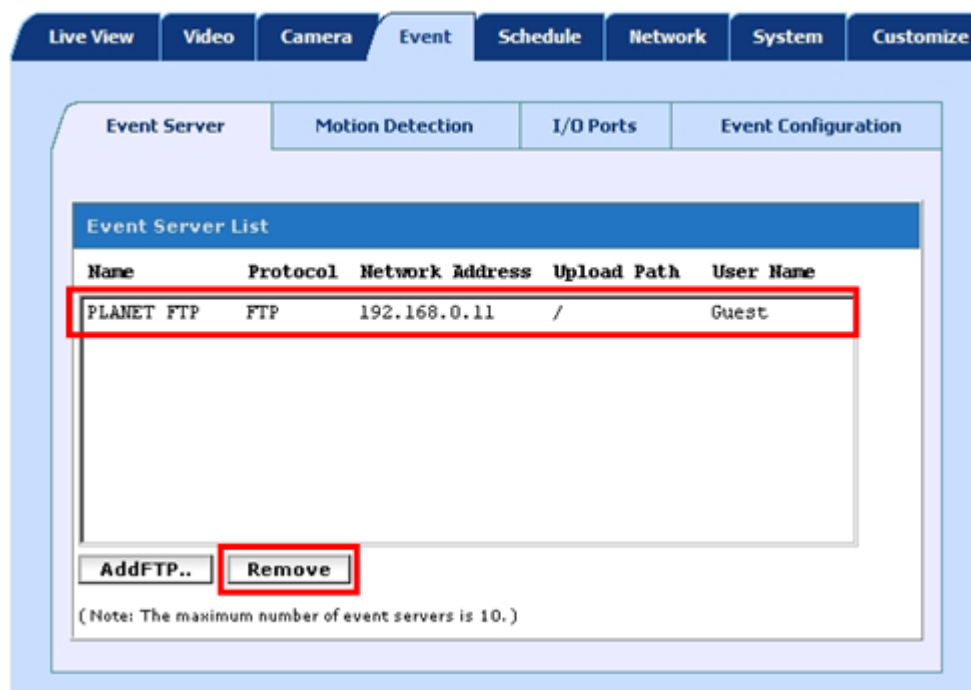 Live View Video Camera Event Schedule Network System Customize
Event Server Motion Detection I/O Ports Event Configuration
Event Server List
Name Protocol Network Address Upload Path User Name
PLANET FTP FTP 192.168.0.11 / Guest
AddFTP.. Remove
(Note: The maximum number of event servers is 10.)